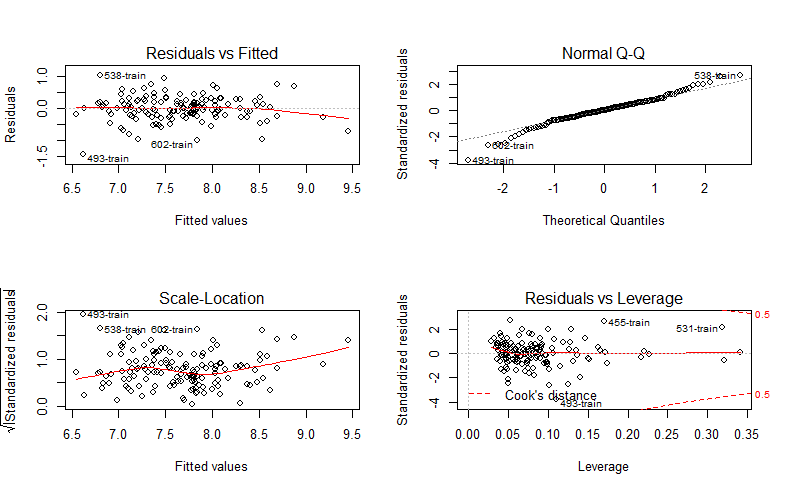 Residuals vs Fitted
Residuals
1.0
0.0
-1.5
538-train
602-train
493-train
6.5 7.0 7.5 8.0 8.5 9.0 9.5
Fitted values
Normal Q-Q
Standardized residuals
2
0
-2
-4
538-train
602-train
493-train
-2 -1 0 1 2
Theoretical Quantiles
Scale-Location
√|Standardized residuals|
2.0
1.0
0.0
493-train
538-train 602-train
6.5 7.0 7.5 8.0 8.5 9.0 9.5
Fitted values
Residuals vs Leverage
Standardized residuals
2
0
-2
-4
455-train
531-train
0.5
0.5
Cook's distance
493-train
0.00 0.05 0.10 0.15 0.20 0.25 0.30 0.35
Leverage